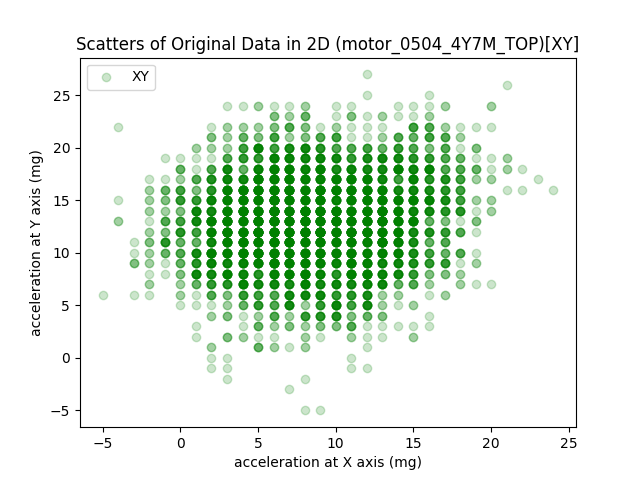 Scatters of Original Data in 2D (motor_0504_4Y7M_TOP)[XY]
XY
acceleration at Y axis (mg)
25
20
15
10
5
0
−5
−5 0 5 10 15 20 25
acceleration at X axis (mg)